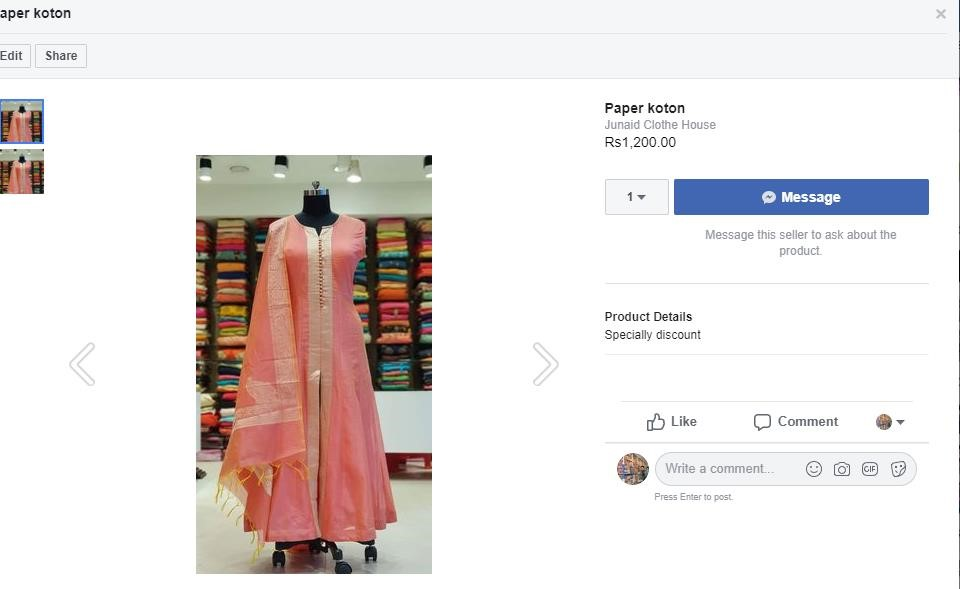 aper koton
Edit
Share
Paper koton
Junaid Clothe House
Rs1,200.00
1
Message
Message this seller to ask about the
product.
Product Details
Specially discount
Like
Comment
Write a comment...
GIF
Press Enter to post.